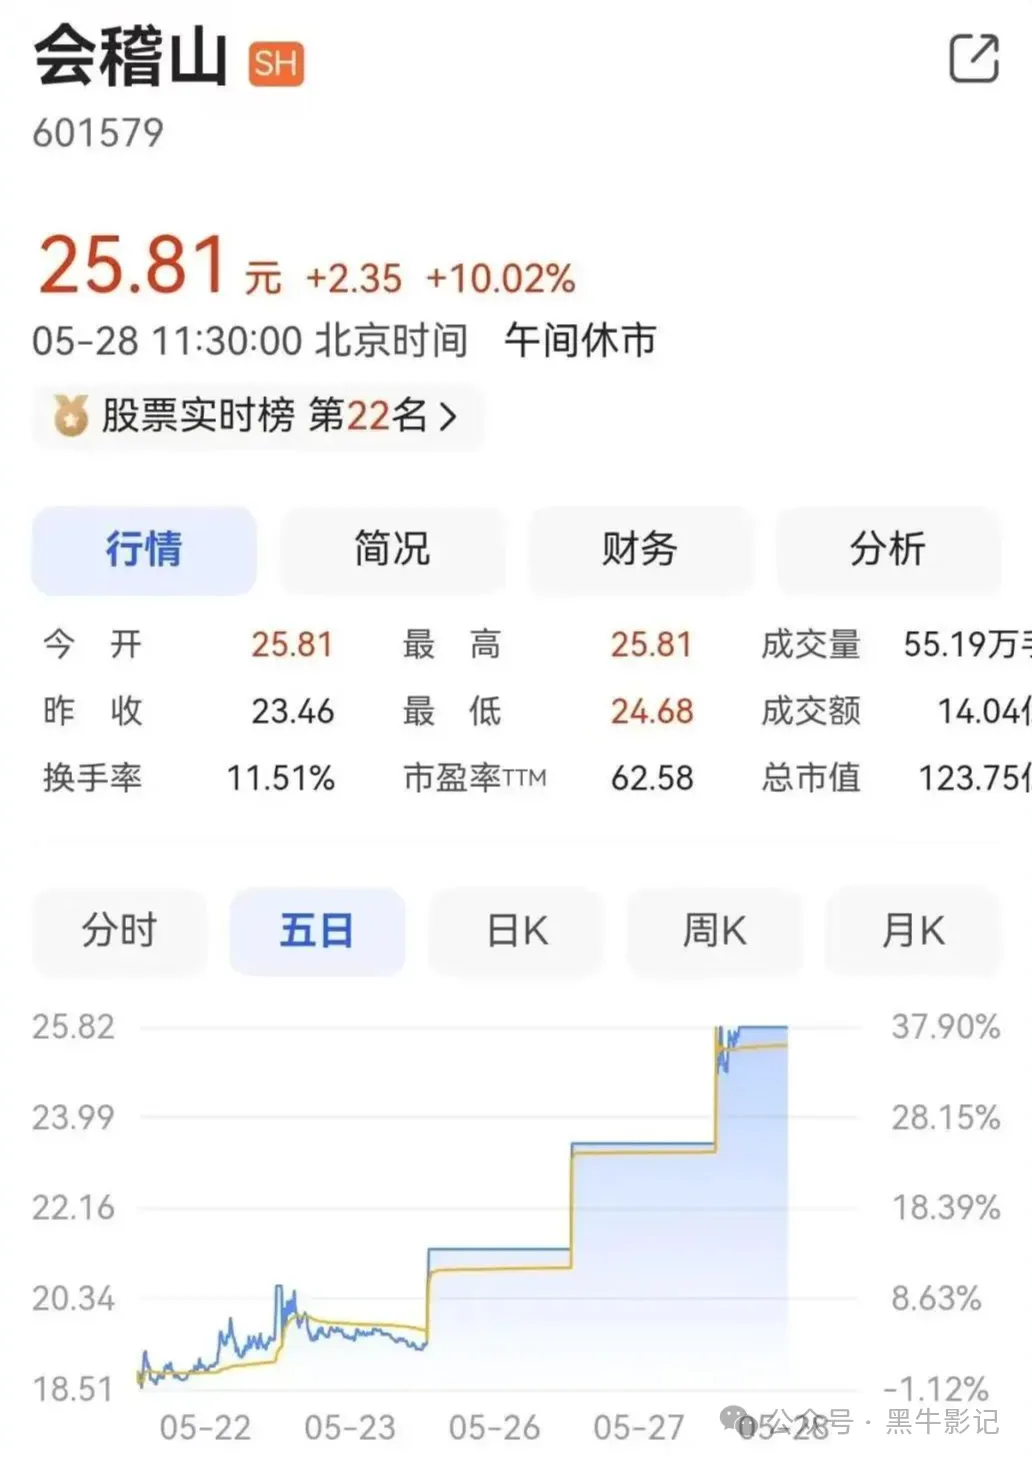 会稽山 SH
601579
25.81 元 +2.35 +10.02%
05-28 11:30:00 北京时间 午间休市
股票实时榜 第22名
行情 简况 财务 分析
今开 25.81 最高 25.81 成交量 55.19万手
昨收 23.46 最低 24.68 成交额 14.04亿
换手率 11.51% 市盈率TTM 62.58 总市值 123.75亿
分时 五日 日K 周K 月K
25.82 37.90%
23.99 28.15%
22.16 18.39%
20.34 8.63%
18.51 -1.12%
05-22 05-23 05-26 05-27 05-28
公众号 · 黑牛影记